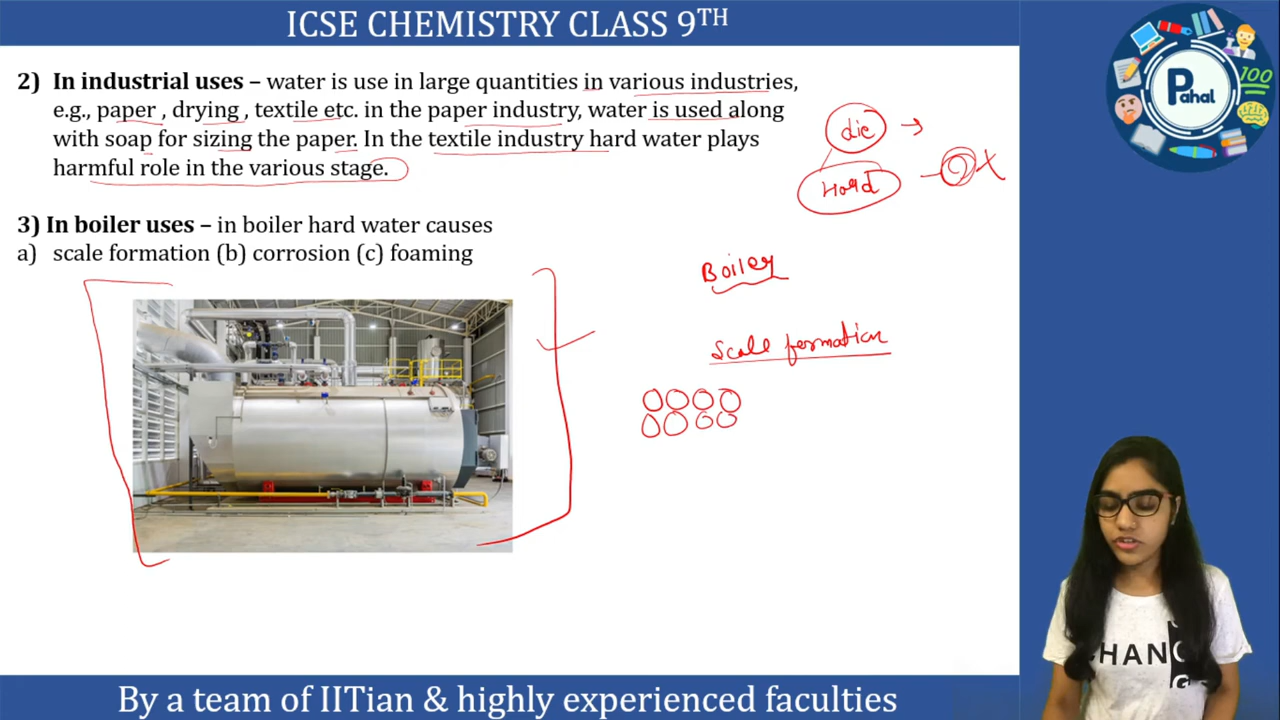 ICSE CHEMISTRY CLASS 9TH
2) In industrial uses – water is use in large quantities in various industries,
e.g., paper , drying , textile etc. in the paper industry, water is used along
with soap for sizing the paper. In the textile industry hard water plays
harmful role in the various stage.
3) In boiler uses – in boiler hard water causes
a) scale formation (b) corrosion (c) foaming
die
Hard
Boiler
Scale formation
Pahal
100
CHANG
By a team of IITian & highly experienced faculties